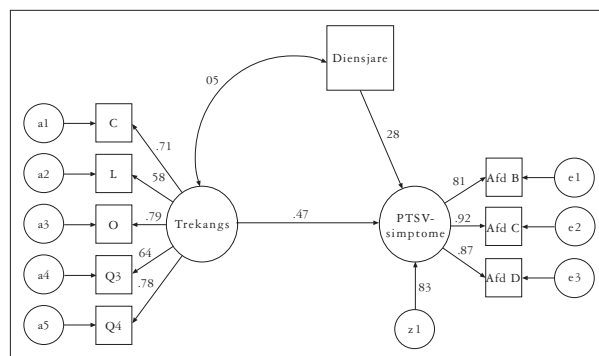 Diensjare
05
a1
C
.71
28
a2
L
58
81
Afd B
e1
a3
O
.79
Trekangs
.47
PTSV-
simptome
.92
Afd C
e2
64
.87
a4
Q3
.78
Afd D
e3
83
a5
Q4
z1